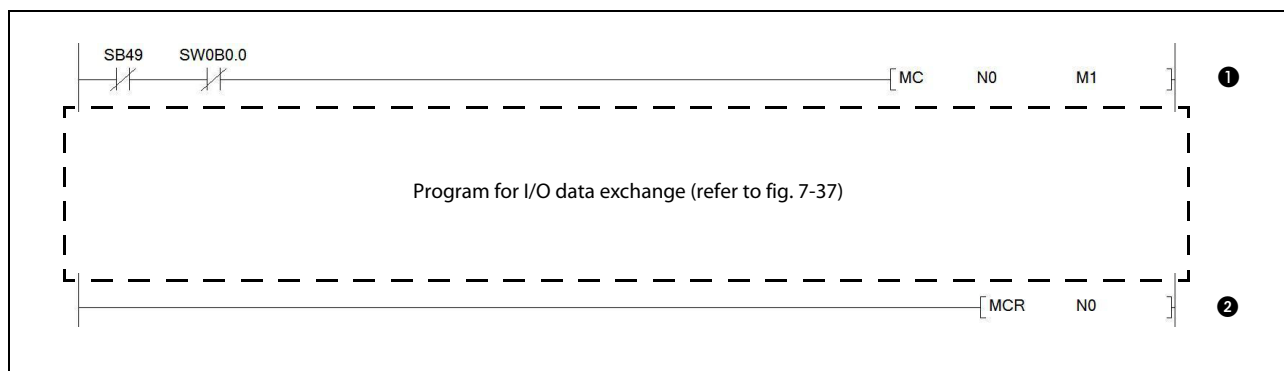 SB49 SW0B0.0
MC N0 M1 ❶
Program for I/O data exchange (refer to fig. 7-37)
MCR N0 ❷